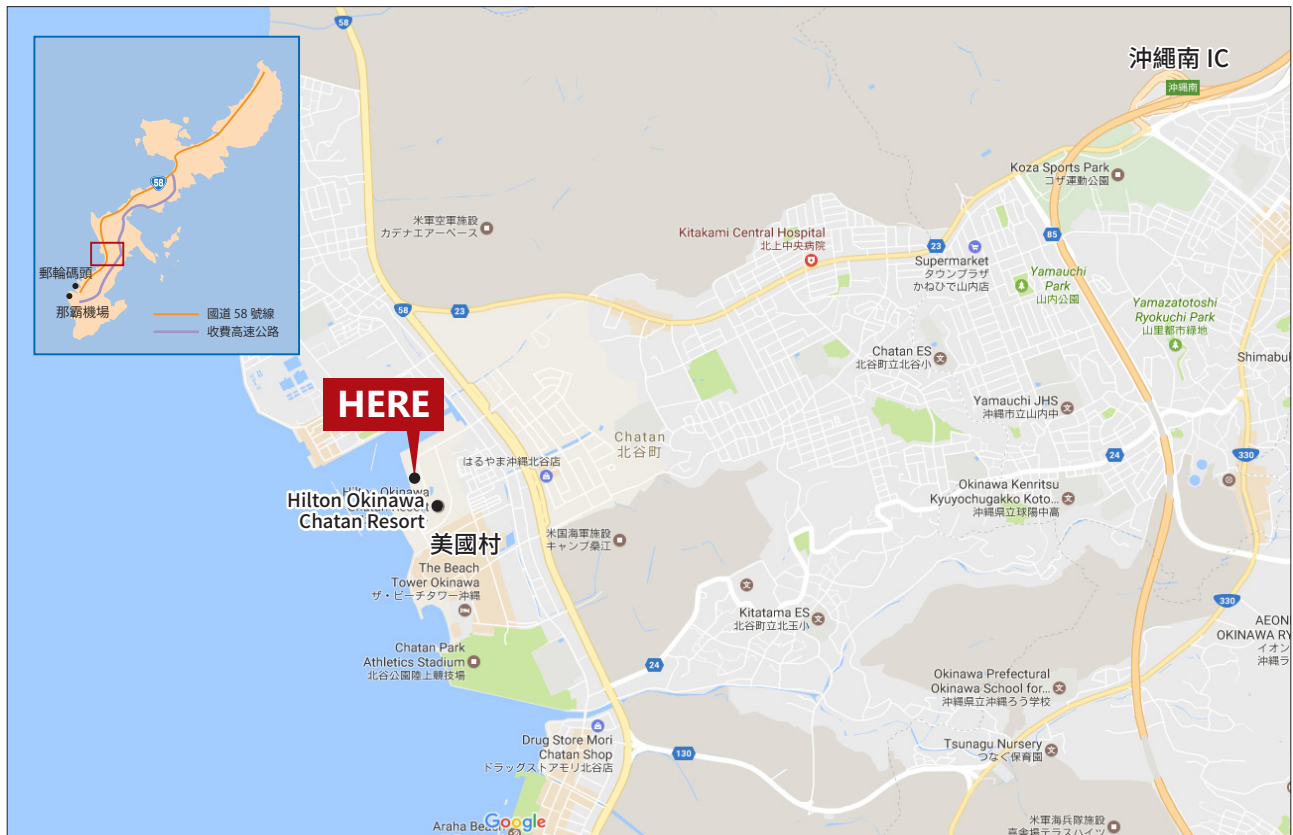 58
沖繩南 IC
沖縄南
58
郵輪碼頭
那霸機場
國道 58 號線
收費高速公路
Koza Sports Park
コザ運動公園
米軍空軍施設
カデナエアーベース
Kitakami Central Hospital
北上中央病院
85
23
Supermarket
タウンプラザ
かねひで山内店
Yamauchi
Park
山内公園
Yamazatotoshi
Ryokuchi Park
山里都市緑地
58
23
Chatan ES
北谷町立北谷小
Shimabul
HERE
Yamauchi JHS
沖縄市立山内中
Chatan
北谷町
はるやま沖縄北谷店
24
330
Hilton Okinawa
Chatan Resort
Okinawa Kenritsu
Kyuyochugakko Koto...
沖縄県立球陽中高
美國村
米国海軍施設
キャンプ桑江
The Beach
Tower Okinawa
ザ・ビーチタワー沖縄
Kitatama ES
北谷町立北玉小
330
AEON
OKINAWA RY
イオン
沖縄ラ
Chatan Park
Athletics Stadium
北谷公園陸上競技場
24
Okinawa Prefectural
Okinawa School for...
沖縄県立沖縄ろう学校
Drug Store Mori
Chatan Shop
ドラッグストアモリ北谷店
130
Tsunagu Nursery
つなぐ保育園
Google
Araha Beach
米軍海兵隊施設
喜舎場テラスハイツ